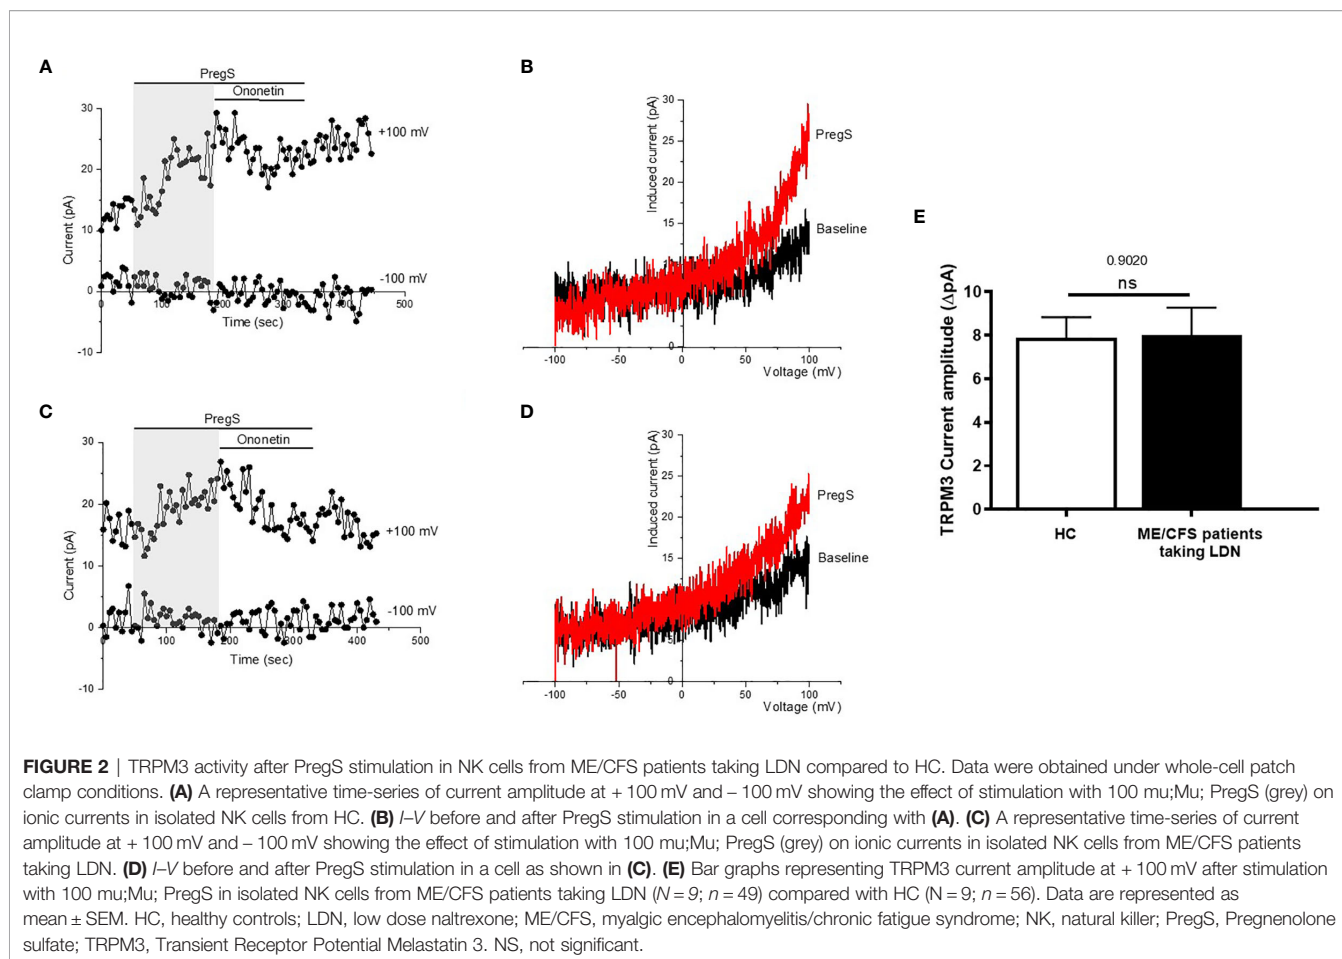 A
PregS
Ononetin
30
20
10
0
-10
Current (pA)
+100 mV
-100 mV
100
200
300
400
500
Time (sec)
B
30
25
20
15
10
5
0
Induced current (pA)
PregS
Baseline
-100
-50
0
50
100
Voltage (mV)
C
PregS
Ononetin
30
20
10
0
-10
Current (pA)
+100 mV
-100 mV
0
100
200
300
400
500
Time (sec)
D
30
25
20
15
10
5
0
Induced current (pA)
PregS
Baseline
-100
-50
0
50
100
Voltage (mV)
E
0.9020
ns
10
8
6
4
2
0
TRPM3 Current amplitude (ΔpA)
HC
ME/CFS patients
taking LDN
FIGURE 2 | TRPM3 activity after PregS stimulation in NK cells from ME/CFS patients taking LDN compared to HC. Data were obtained under whole-cell patch
clamp conditions. (A) A representative time-series of current amplitude at + 100 mV and – 100 mV showing the effect of stimulation with 100 mu;Mu; PregS (grey) on
ionic currents in isolated NK cells from HC. (B) I–V before and after PregS stimulation in a cell corresponding with (A). (C) A representative time-series of current
amplitude at + 100 mV and – 100 mV showing the effect of stimulation with 100 mu;Mu; PregS (grey) on ionic currents in isolated NK cells from ME/CFS patients
taking LDN. (D) I–V before and after PregS stimulation in a cell as shown in (C). (E) Bar graphs representing TRPM3 current amplitude at + 100 mV after stimulation
with 100 mu;Mu; PregS in isolated NK cells from ME/CFS patients taking LDN (N = 9; n = 49) compared with HC (N = 9; n = 56). Data are represented as
mean ± SEM. HC, healthy controls; LDN, low dose naltrexone; ME/CFS, myalgic encephalomyelitis/chronic fatigue syndrome; NK, natural killer; PregS, Pregnenolone
sulfate; TRPM3, Transient Receptor Potential Melastatin 3. NS, not significant.